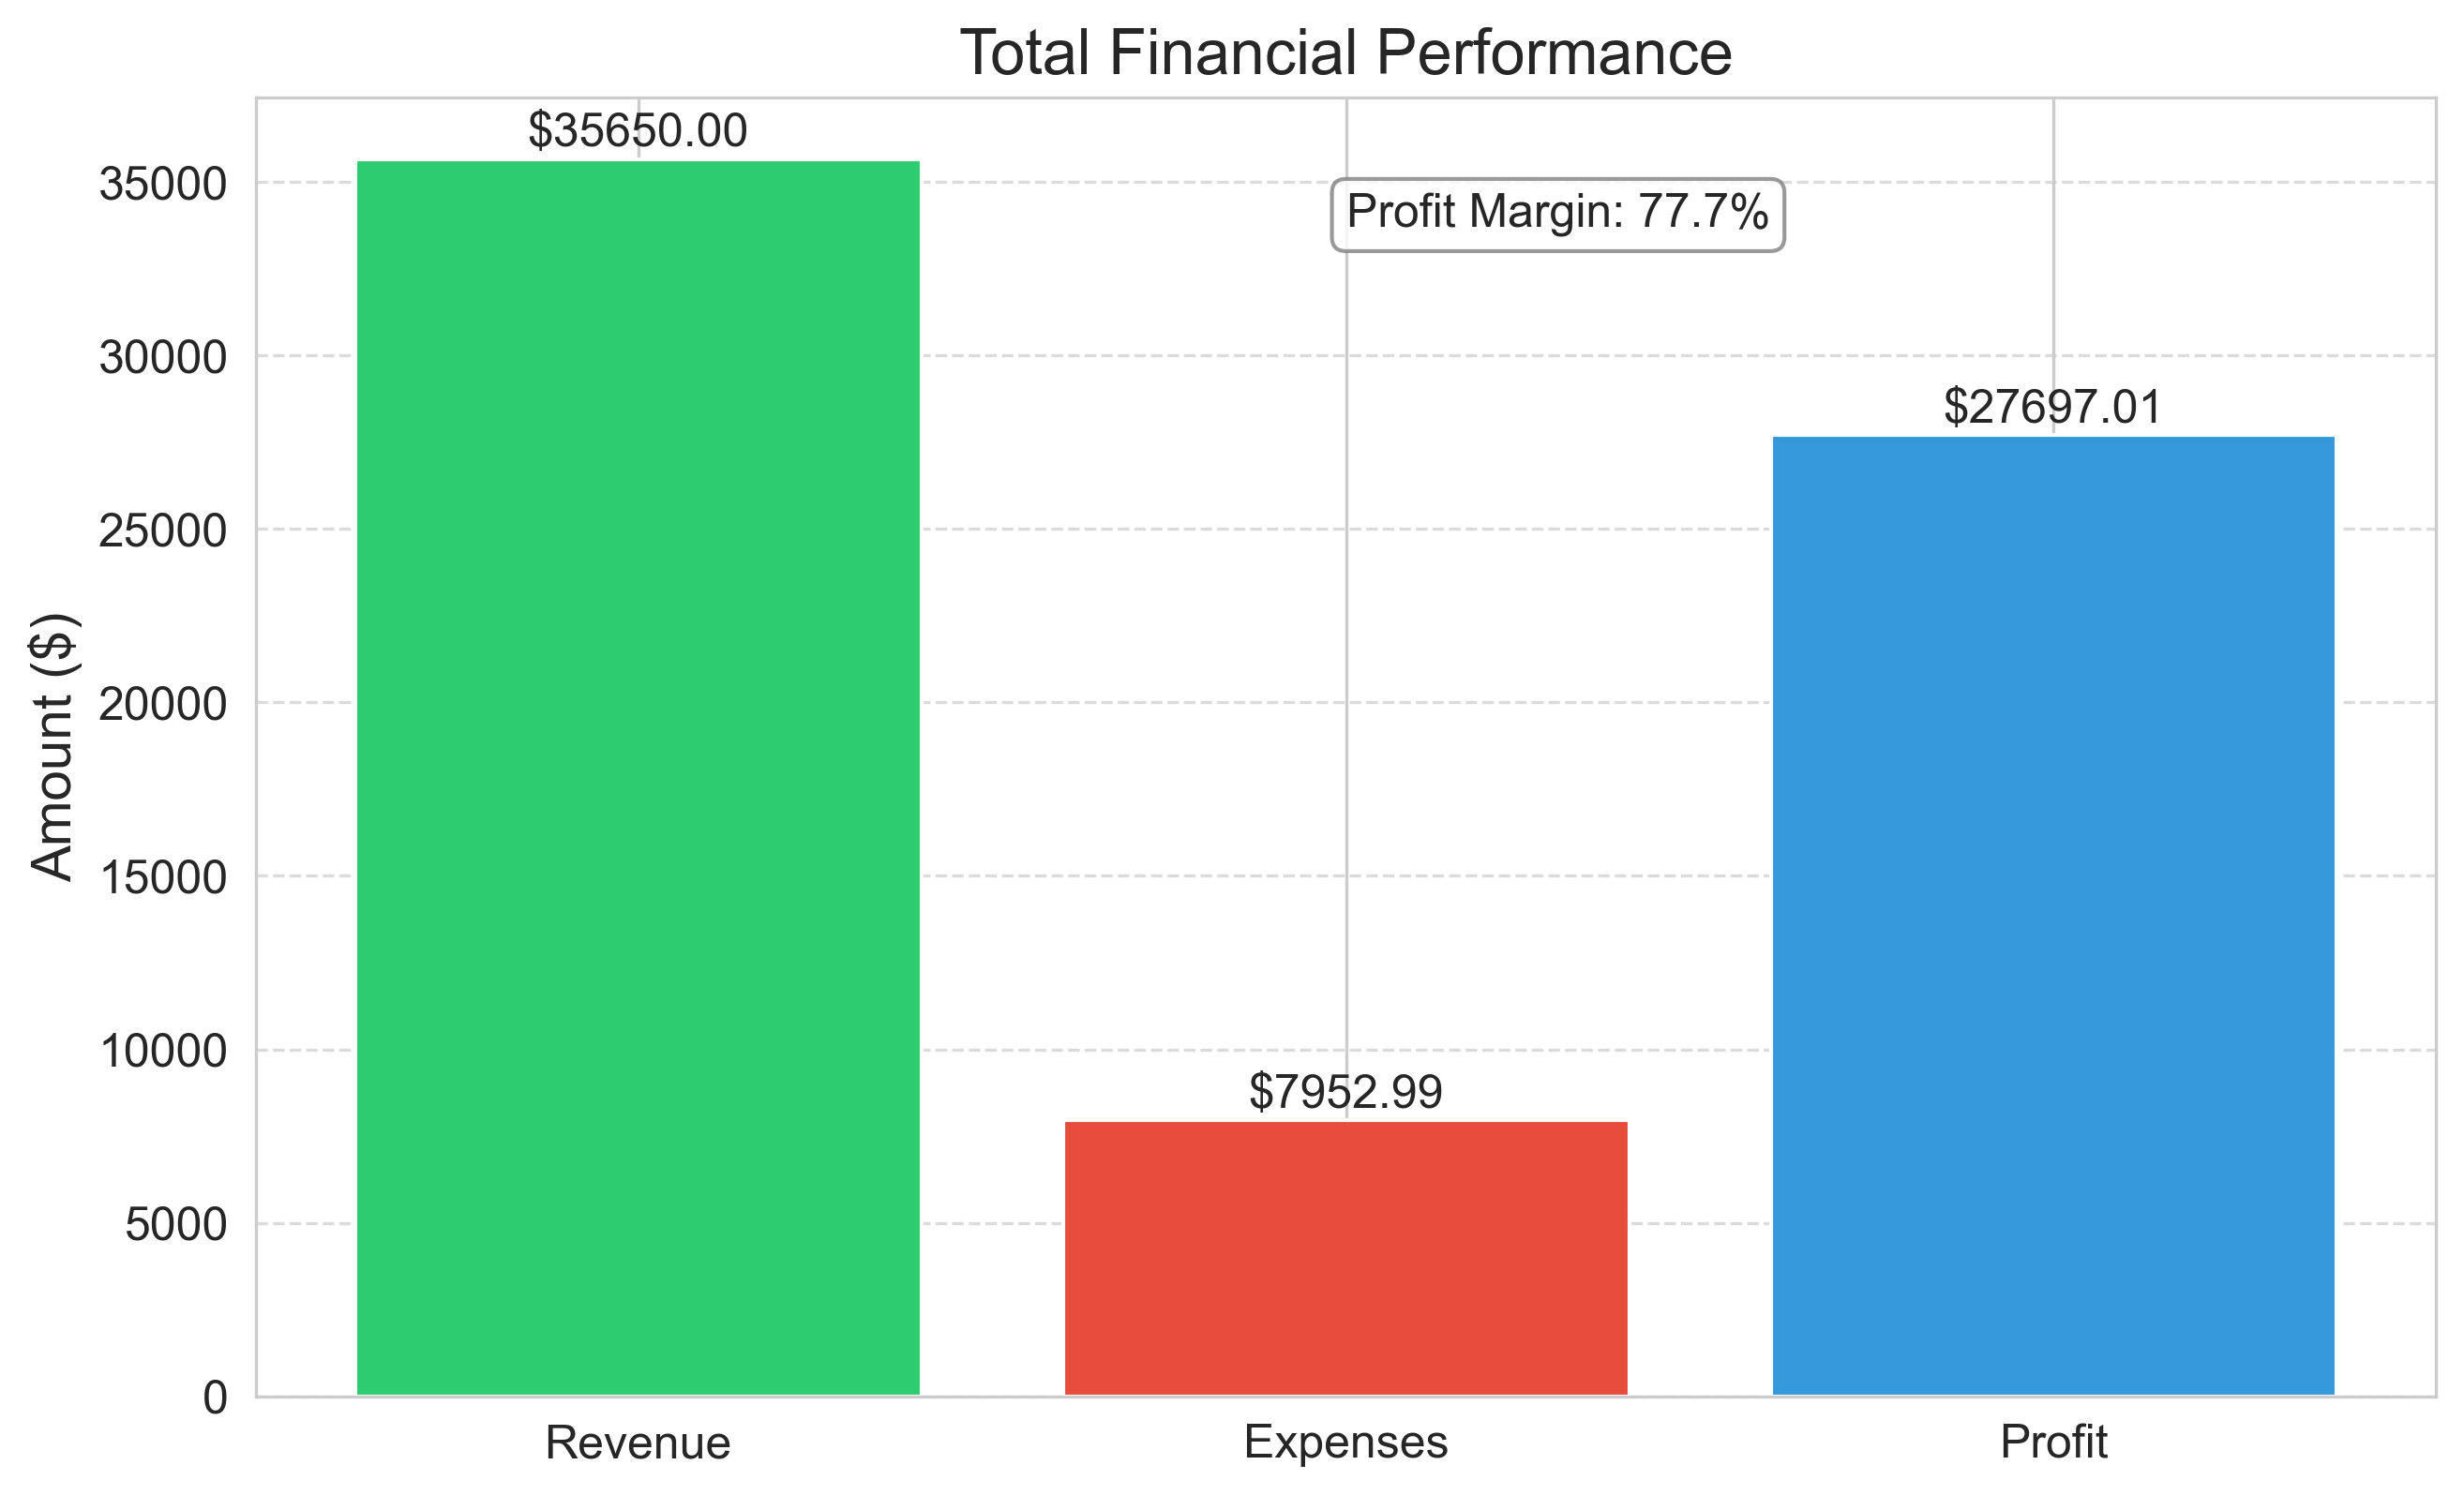 Total Financial Performance
$35650.00
35000
Profit Margin: 77.7%
30000
$27697.01
25000
20000
Amount ($)
15000
10000
$7952.99
5000
0
Revenue
Expenses
Profit